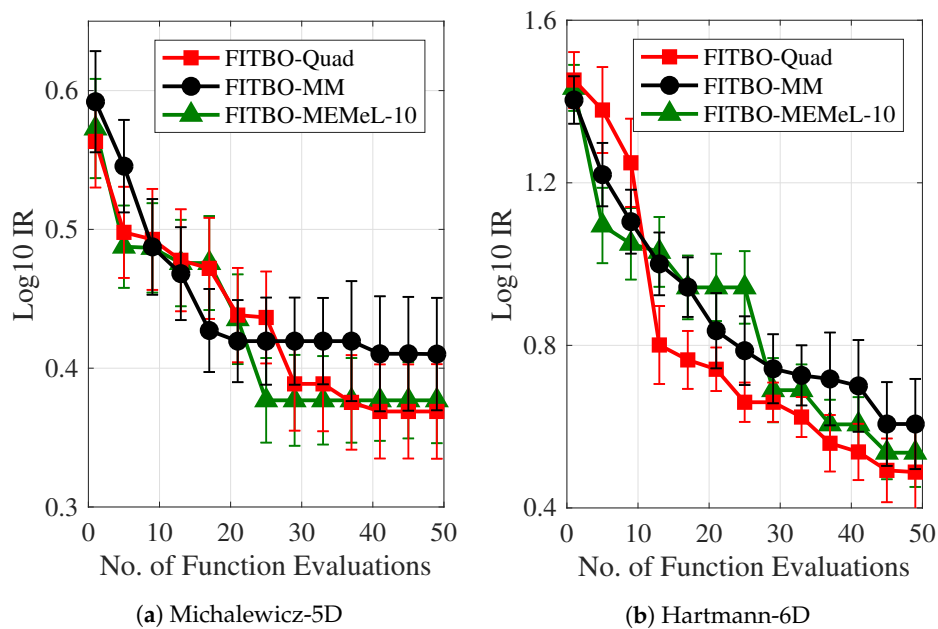 FITBO-Quad
FITBO-MM
FITBO-MEMeL-10
Log10 IR
0.6
0.5
0.4
0.3
0 10 20 30 40 50
No. of Function Evaluations
(a) Michalewicz-5D
FITBO-Quad
FITBO-MM
FITBO-MEMeL-10
Log10 IR
1.6
1.2
0.8
0.4
0 10 20 30 40 50
No. of Function Evaluations
(b) Hartmann-6D